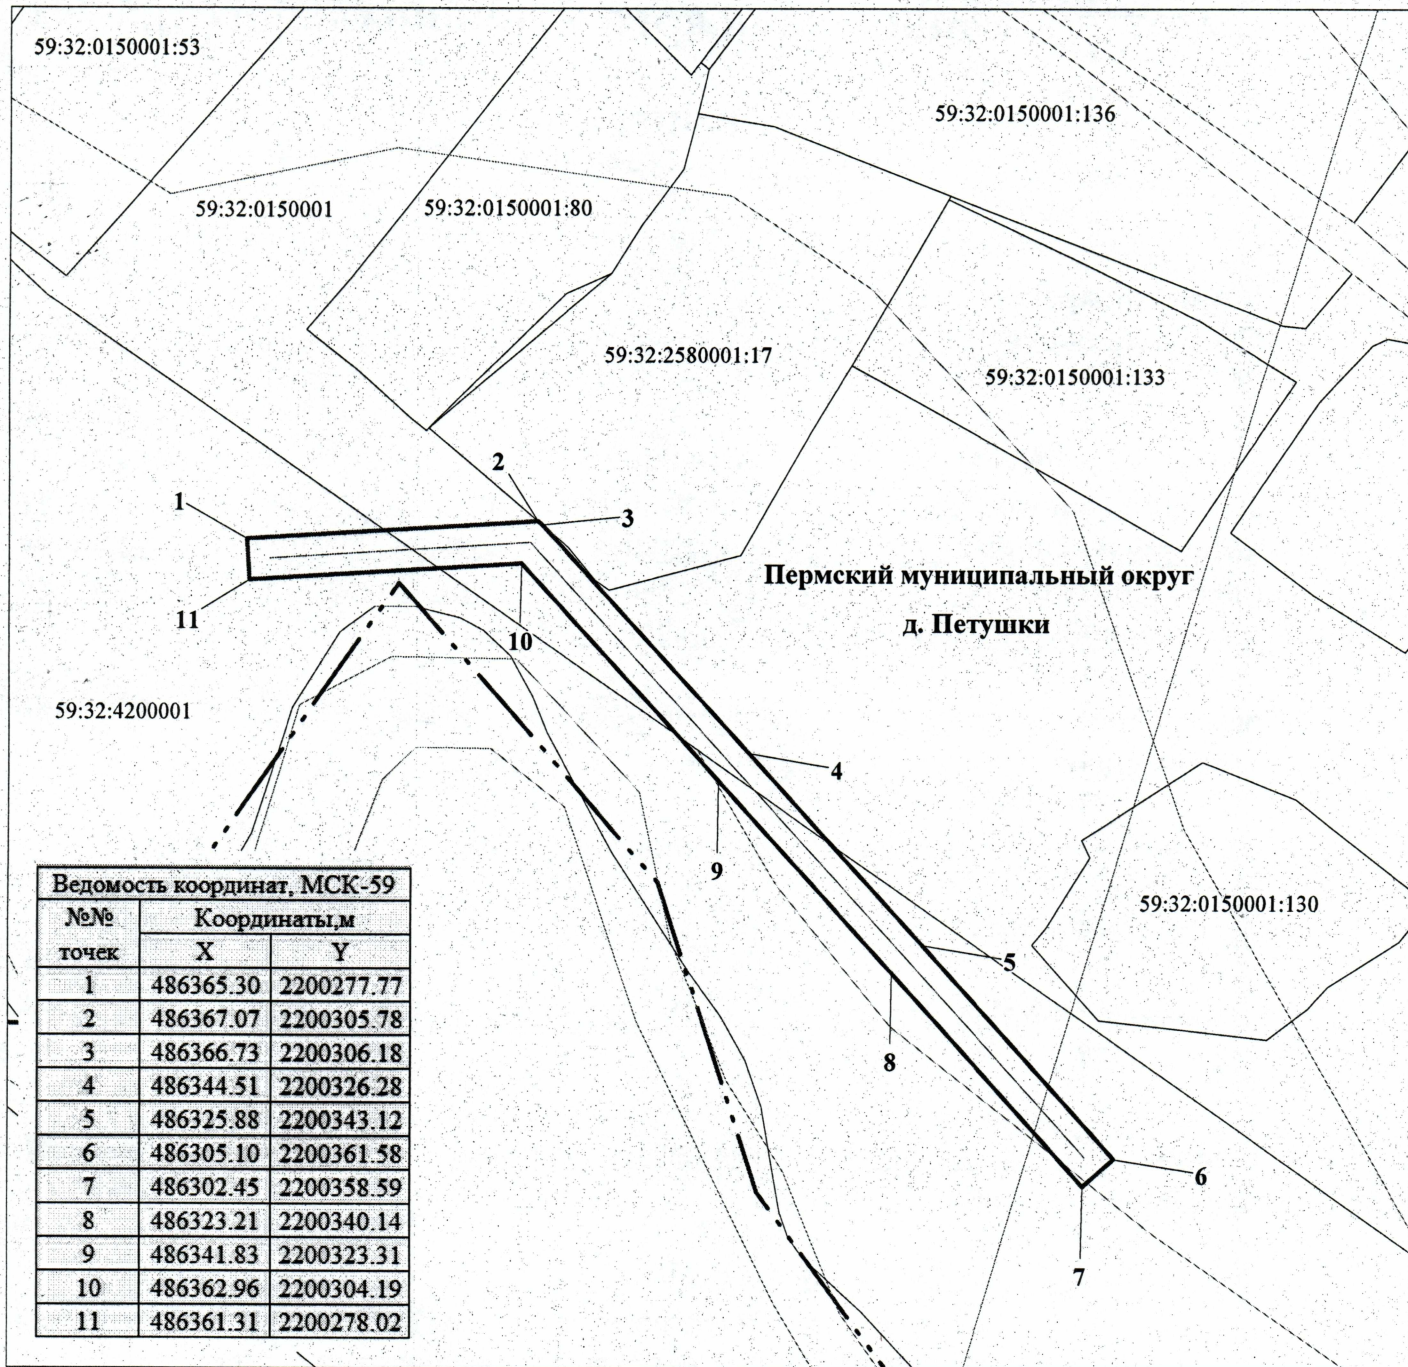 59:32:0150001:53
59:32:0150001:136
59:32:0150001
59:32:0150001:80
59:32:2580001:17
59:32:0150001:133
2
1
3
Пермский муниципальный округ
д. Петушки
11
10
59:32:4200001
4
9
59:32:0150001:130
5
8
6
7
Ведомость координат, МСК-59
№№ точек Координаты,м
X Y
1 486365.30 2200277.77
2 486367.07 2200305.78
3 486366.73 2200306.18
4 486344.51 2200326.28
5 486325.88 2200343.12
6 486305.10 2200361.58
7 486302.45 2200358.59
8 486323.21 2200340.14
9 486341.83 2200323.31
10 486362.96 2200304.19
11 486361.31 2200278.02